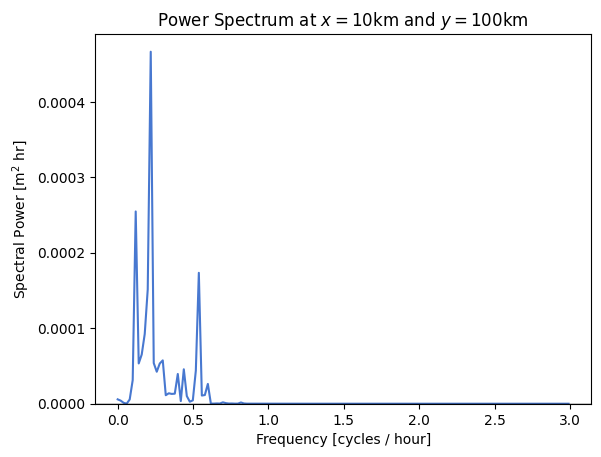 Power Spectrum at x = 10km and y = 100km
Spectral Power [m² hr]
0.0004
0.0003
0.0002
0.0001
0.0000
0.0 0.5 1.0 1.5 2.0 2.5 3.0
Frequency [cycles / hour]